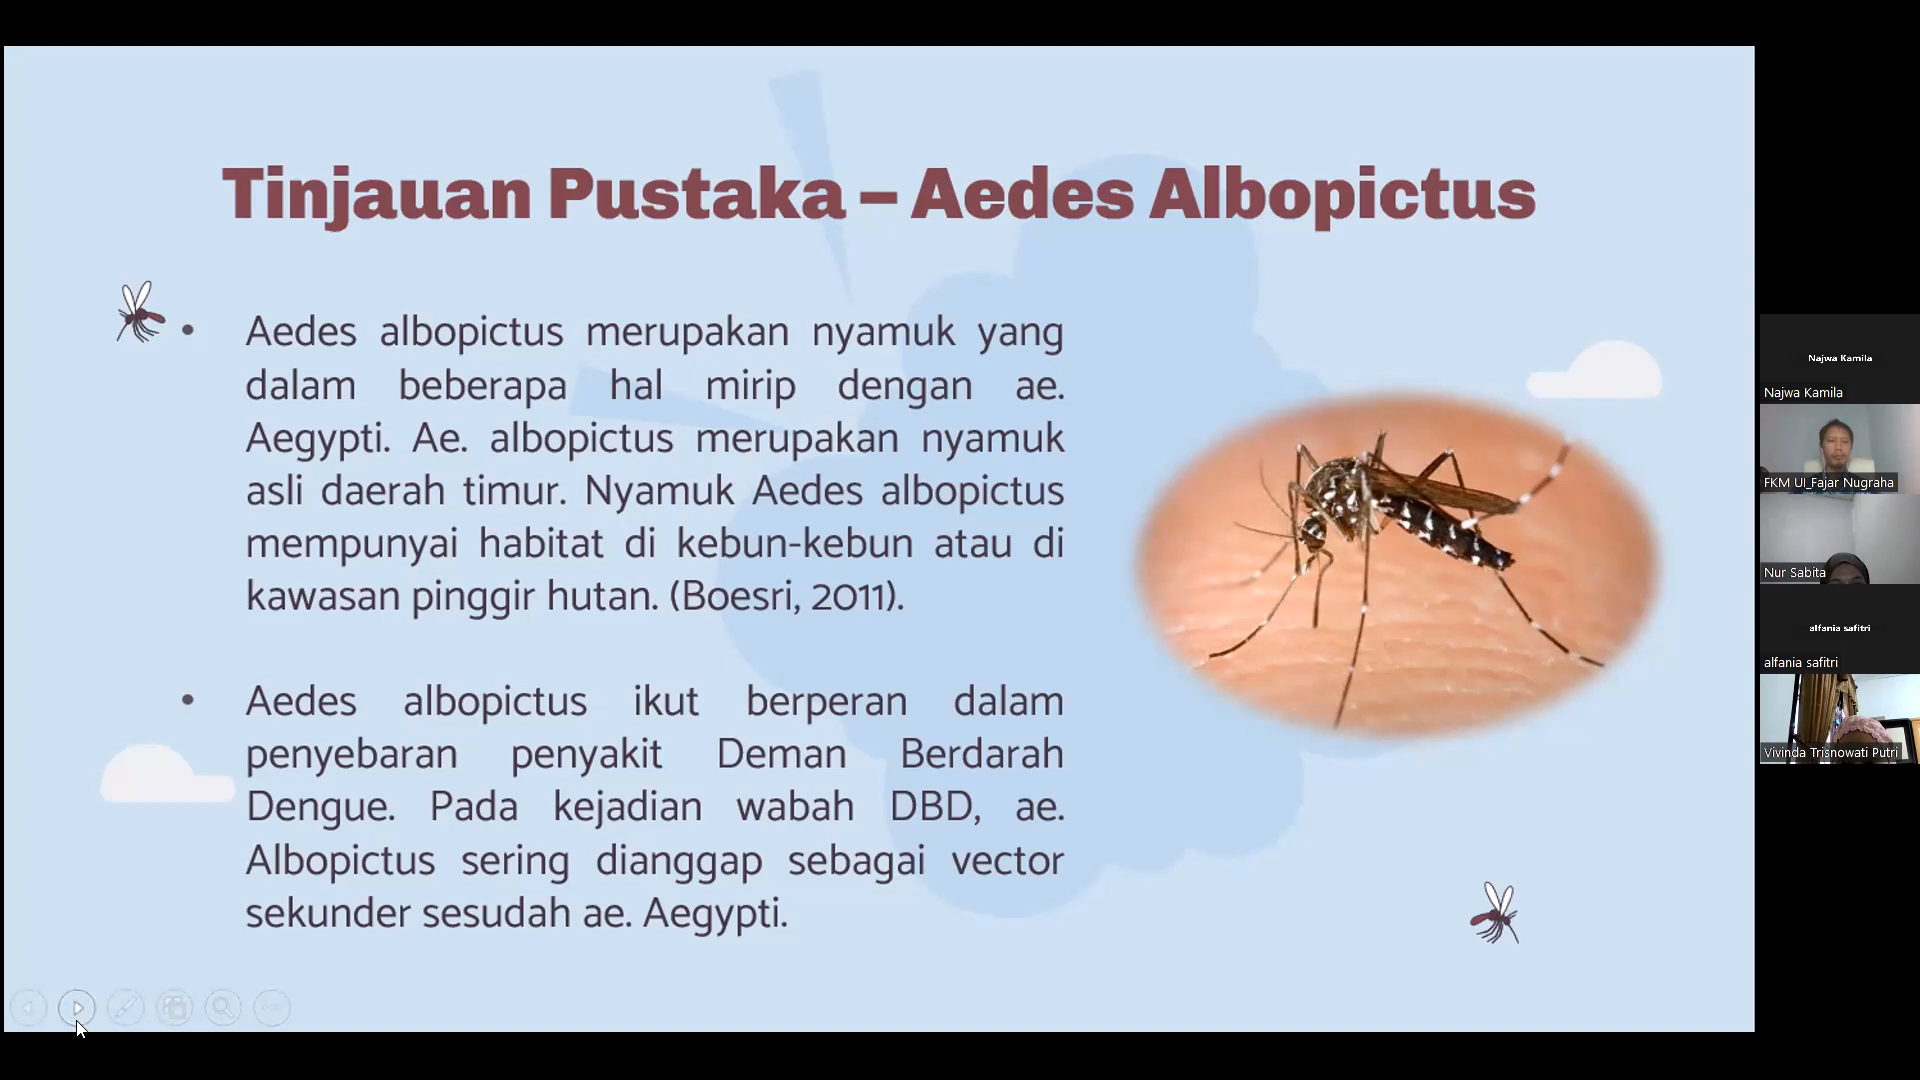 Tinjauan Pustaka – Aedes Albopictus
• Aedes albopictus merupakan nyamuk yang
dalam beberapa hal mirip dengan ae.
Aegypti. Ae. albopictus merupakan nyamuk
asli daerah timur. Nyamuk Aedes albopictus
mempunyai habitat di kebun-kebun atau di
kawasan pinggir hutan. (Boesri, 2011).
• Aedes albopictus ikut berperan dalam
penyebaran penyakit Deman Berdarah
Dengue. Pada kejadian wabah DBD, ae.
Albopictus sering dianggap sebagai vector
sekunder sesudah ae. Aegypti.
Najwa Kamila
Najwa Kamila
FKM UI_Fajar Nugraha
Nur Sabita
alfania safitri
alfania safitri
Vivinda Trisnowati Putri